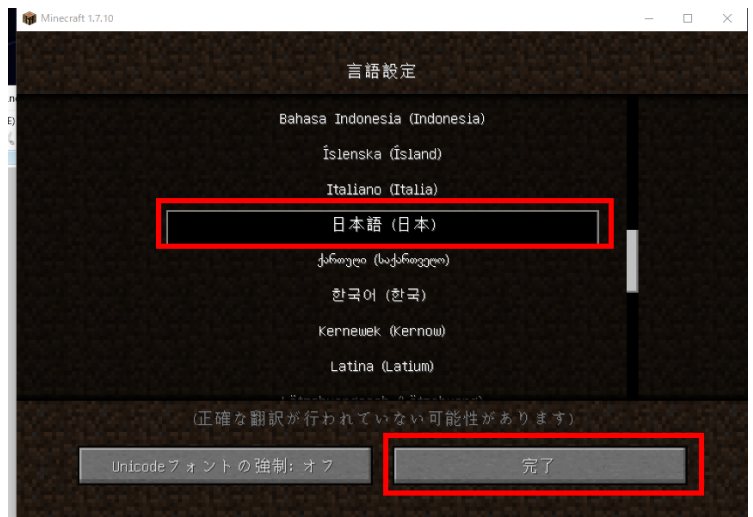 Minecraft 1.7.10
言語設定
Bahasa Indonesia (Indonesia)
Íslenska (Ísland)
Italiano (Italia)
日本語 (日本)
ქართული (საქართველო)
한국어 (한국)
Kernewek (Kernow)
Latina (Latium)
(正確な翻訳が行われていない可能性があります)
Unicodeフォントの強制: オフ
完了